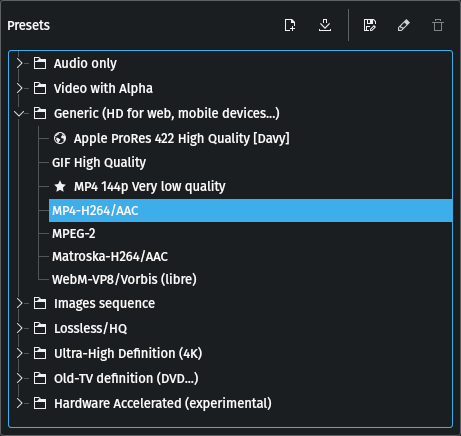 Presets
Audio only
Video with Alpha
Generic (HD for web, mobile devices...)
Apple ProRes 422 High Quality [Davy]
GIF High Quality
MP4 144p Very low quality
MP4-H264/AAC
MPEG-2
Matroska-H264/AAC
WebM-VP8/Vorbis (libre)
Images sequence
Lossless/HQ
Ultra-High Definition (4K)
Old-TV definition (DVD...)
Hardware Accelerated (experimental)